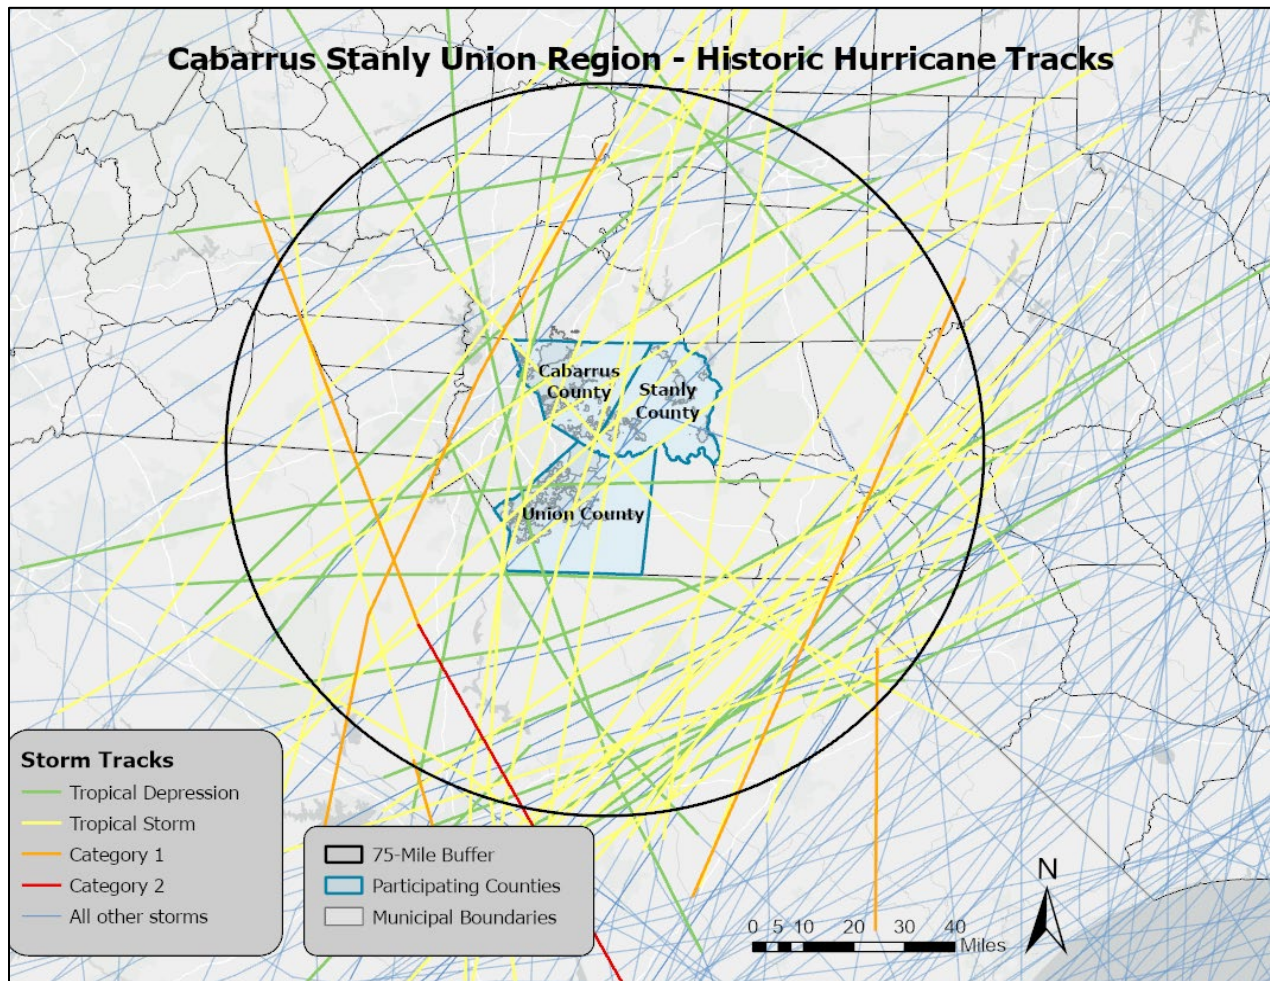 Cabarrus Stanly Union Region - Historic Hurricane Tracks
Cabarrus
County
Stanly
County
Union County
Storm Tracks
Tropical Depression
Tropical Storm
Category 1
Category 2
All other storms
75-Mile Buffer
Participating Counties
Municipal Boundaries
0 5 10 20 30 40
Miles
N